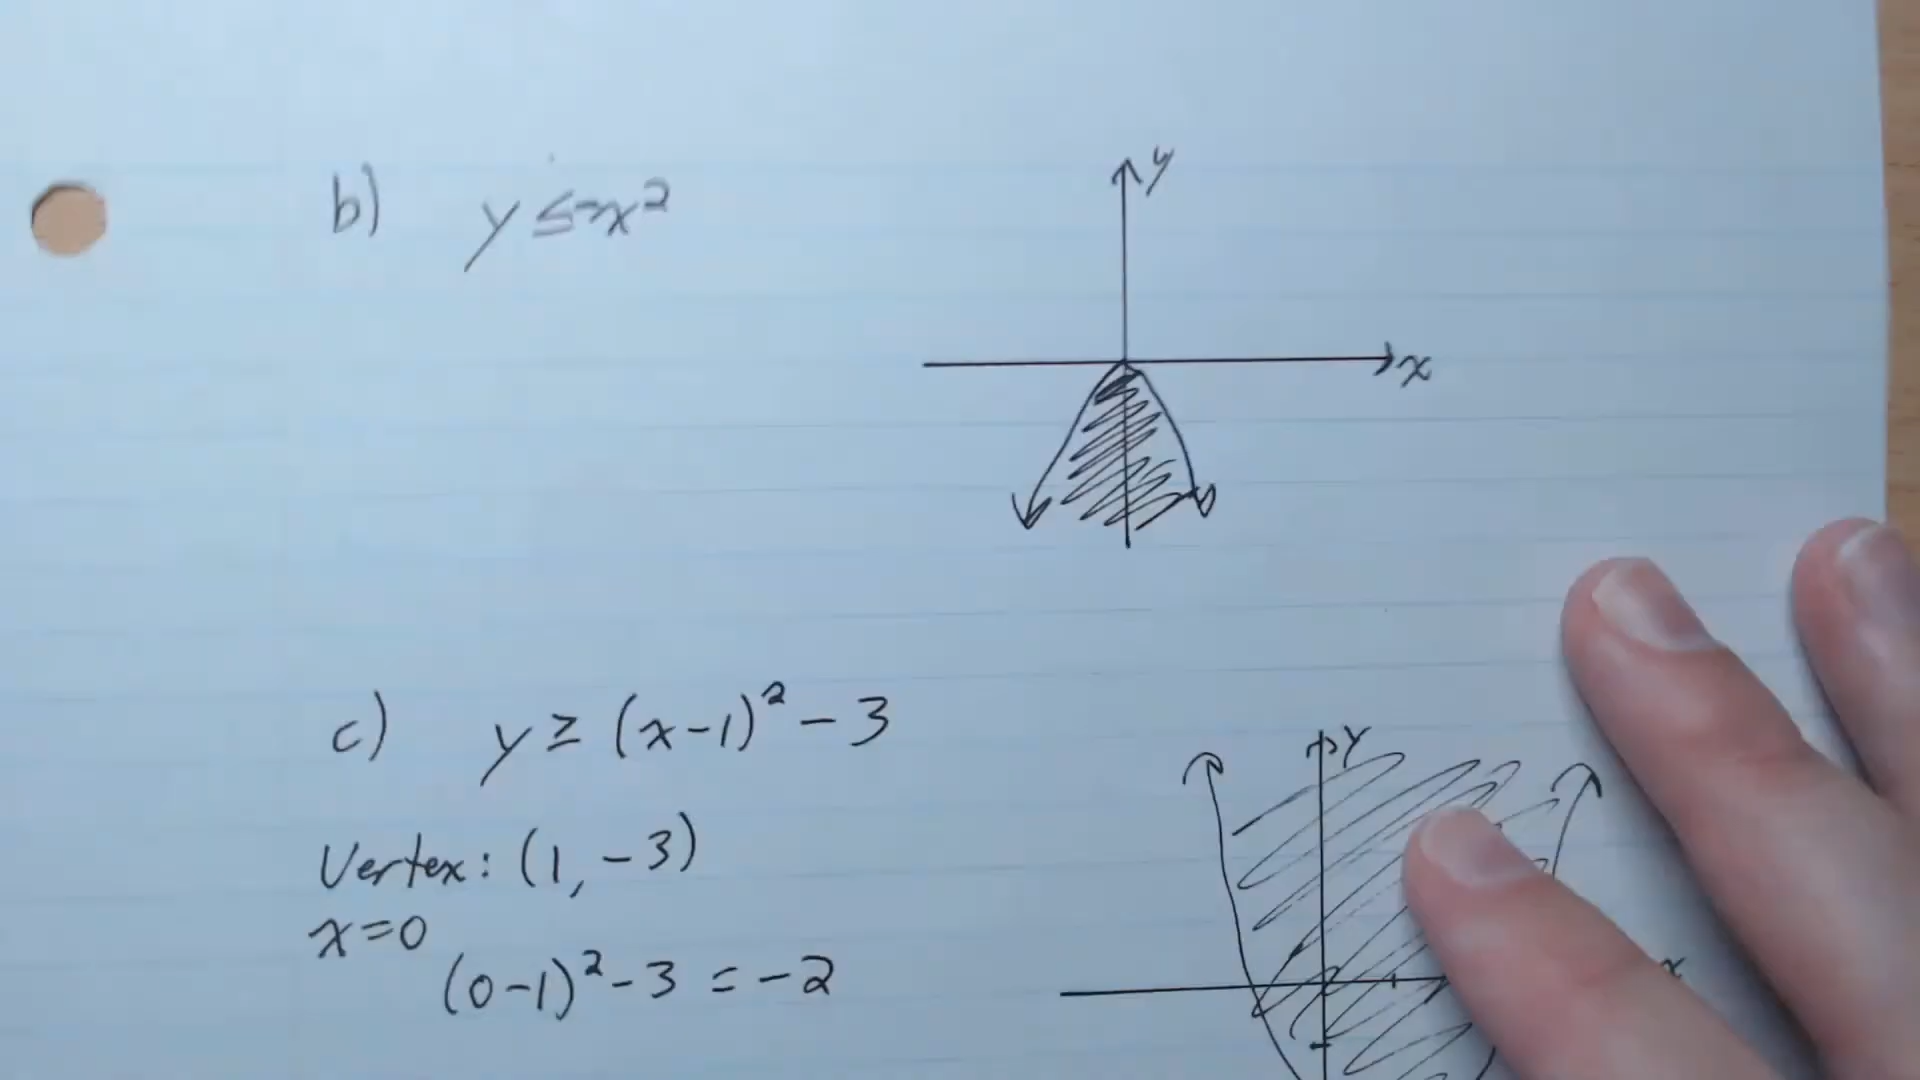 b) y ≤ -x²
y
x
c) y ≥ (x-1)² - 3
y
Vertex: (1, -3)
x=0
x
(0-1)² - 3 = -2